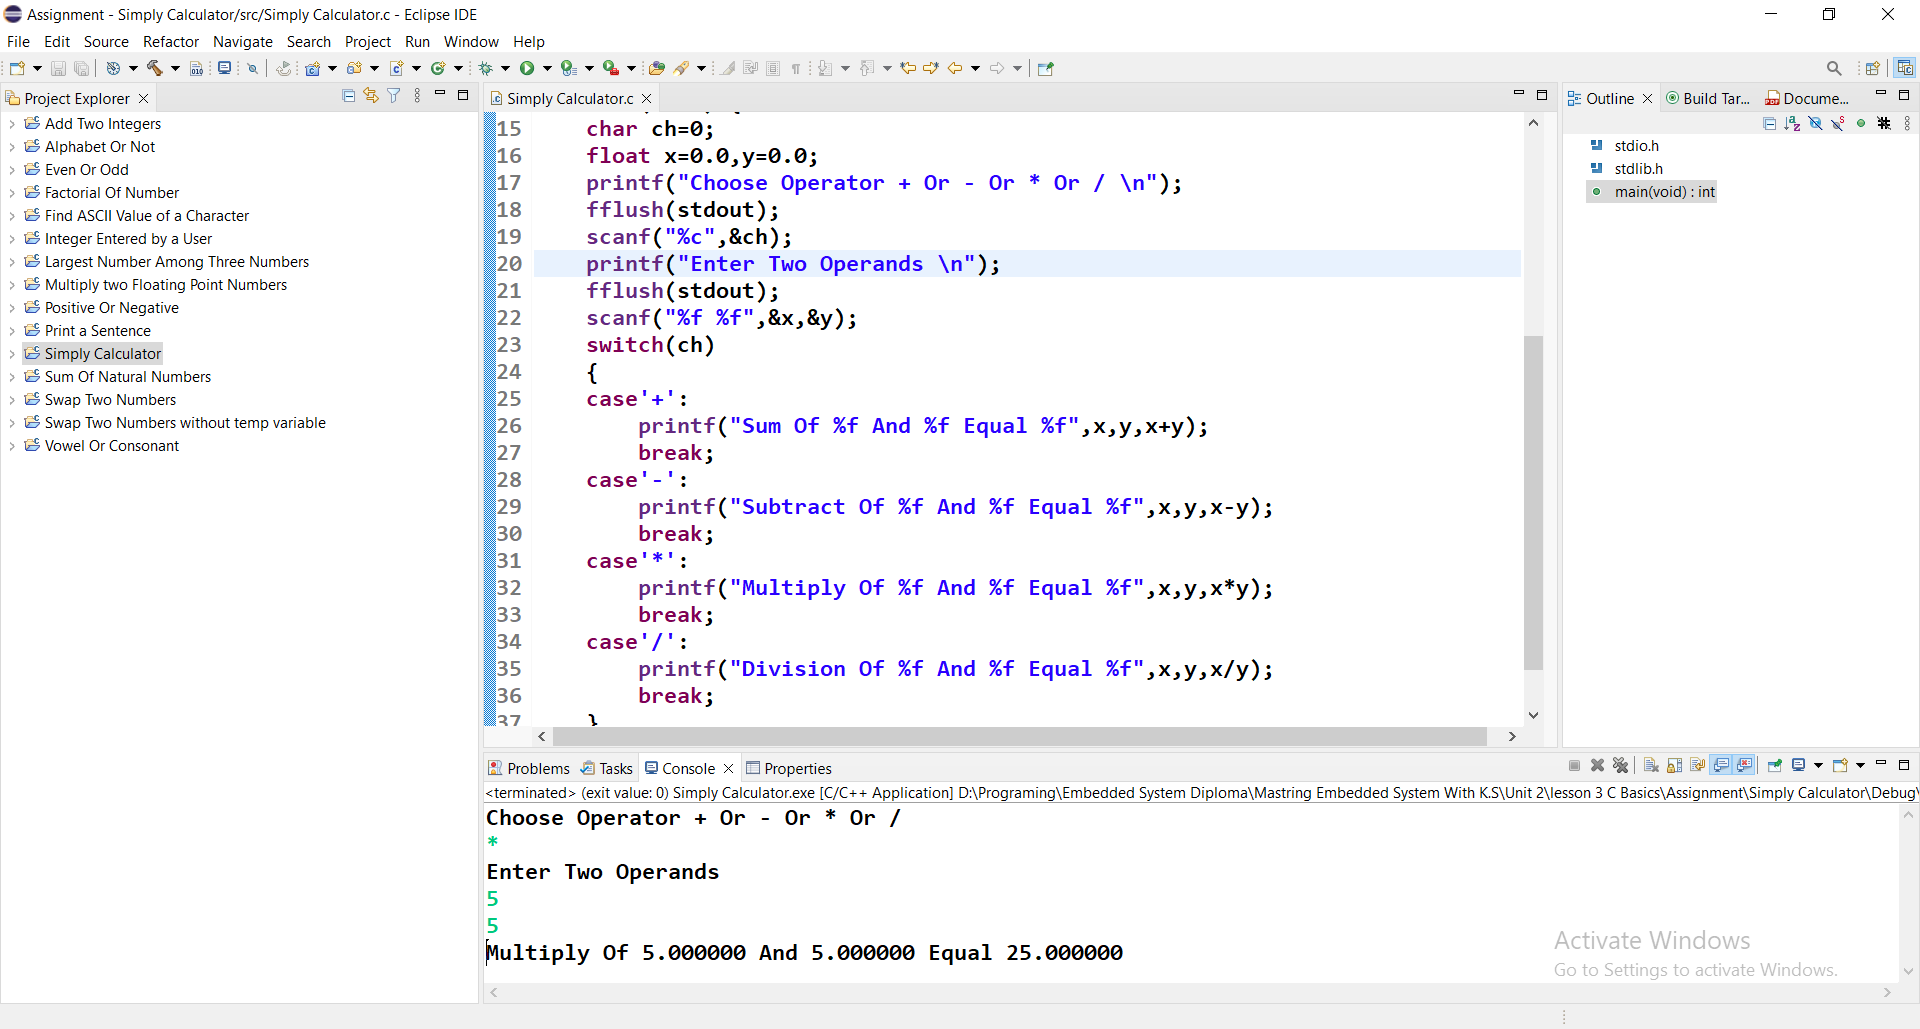 Assignment - Simply Calculator/src/Simply Calculator.c - Eclipse IDE
File Edit Source Refactor Navigate Search Project Run Window Help
Project Explorer
Add Two Integers
Alphabet Or Not
Even Or Odd
Factorial Of Number
Find ASCII Value of a Character
Integer Entered by a User
Largest Number Among Three Numbers
Multiply two Floating Point Numbers
Positive Or Negative
Print a Sentence
Simply Calculator
Sum Of Natural Numbers
Swap Two Numbers
Swap Two Numbers without temp variable
Vowel Or Consonant
Simply Calculator.c
15 char ch=0;
16 float x=0.0,y=0.0;
17 printf("Choose Operator + Or - Or * Or / \n");
18 fflush(stdout);
19 scanf("%c",&ch);
20 printf("Enter Two Operands \n");
21 fflush(stdout);
22 scanf("%f %f",&x,&y);
23 switch(ch)
24 {
25 case'+':
26 printf("Sum Of %f And %f Equal %f",x,y,x+y);
27 break;
28 case'-':
29 printf("Subtract Of %f And %f Equal %f",x,y,x-y);
30 break;
31 case'*':
32 printf("Multiply Of %f And %f Equal %f",x,y,x*y);
33 break;
34 case'/':
35 printf("Division Of %f And %f Equal %f",x,y,x/y);
36 break;
37 }
Outline Build Tar... Docume...
stdio.h
stdlib.h
main(void) : int
Problems Tasks Console Properties
<terminated> (exit value: 0) Simply Calculator.exe [C/C++ Application] D:\Programing\Embedded System Diploma\Mastring Embedded System With K.S\Unit 2\lesson 3 C Basics\Assignment\Simply Calculator\Debug\
Choose Operator + Or - Or * Or /
*
Enter Two Operands
5
5
Multiply Of 5.000000 And 5.000000 Equal 25.000000
Activate Windows
Go to Settings to activate Windows.